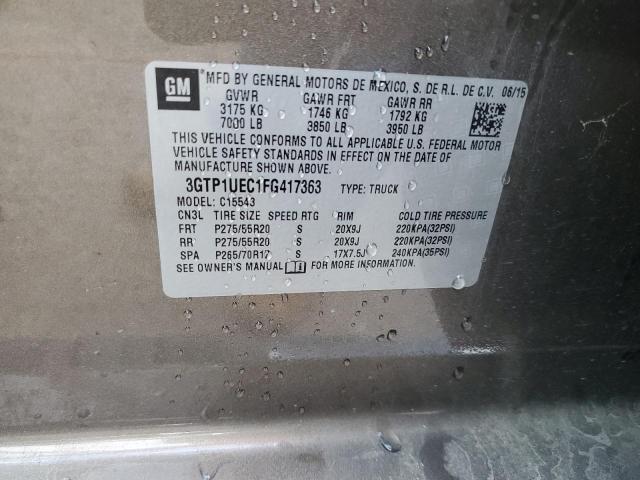 GM
MFD BY GENERAL MOTORS DE MEXICO, S. DE R.L. DE C.V. 06/15
GVWR GAWR FRT GAWR RR
3175 KG 1746 KG 1792 KG
7000 LB 3850 LB 3950 LB
THIS VEHICLE CONFORMS TO ALL APPLICABLE U.S. FEDERAL MOTOR
VEHICLE SAFETY STANDARDS IN EFFECT ON THE DATE OF
MANUFACTURE SHOWN ABOVE.
3GTP1UEC1FG417363 TYPE: TRUCK
MODEL: C15543
CN3L TIRE SIZE SPEED RTG RIM COLD TIRE PRESSURE
FRT P275/55R20 S 20X9J 220KPA(32PSI)
RR P275/55R20 S 20X9J 220KPA(32PSI)
SPA P265/70R17 S 17X7.5J 240KPA(35PSI)
SEE OWNER'S MANUAL FOR MORE INFORMATION.